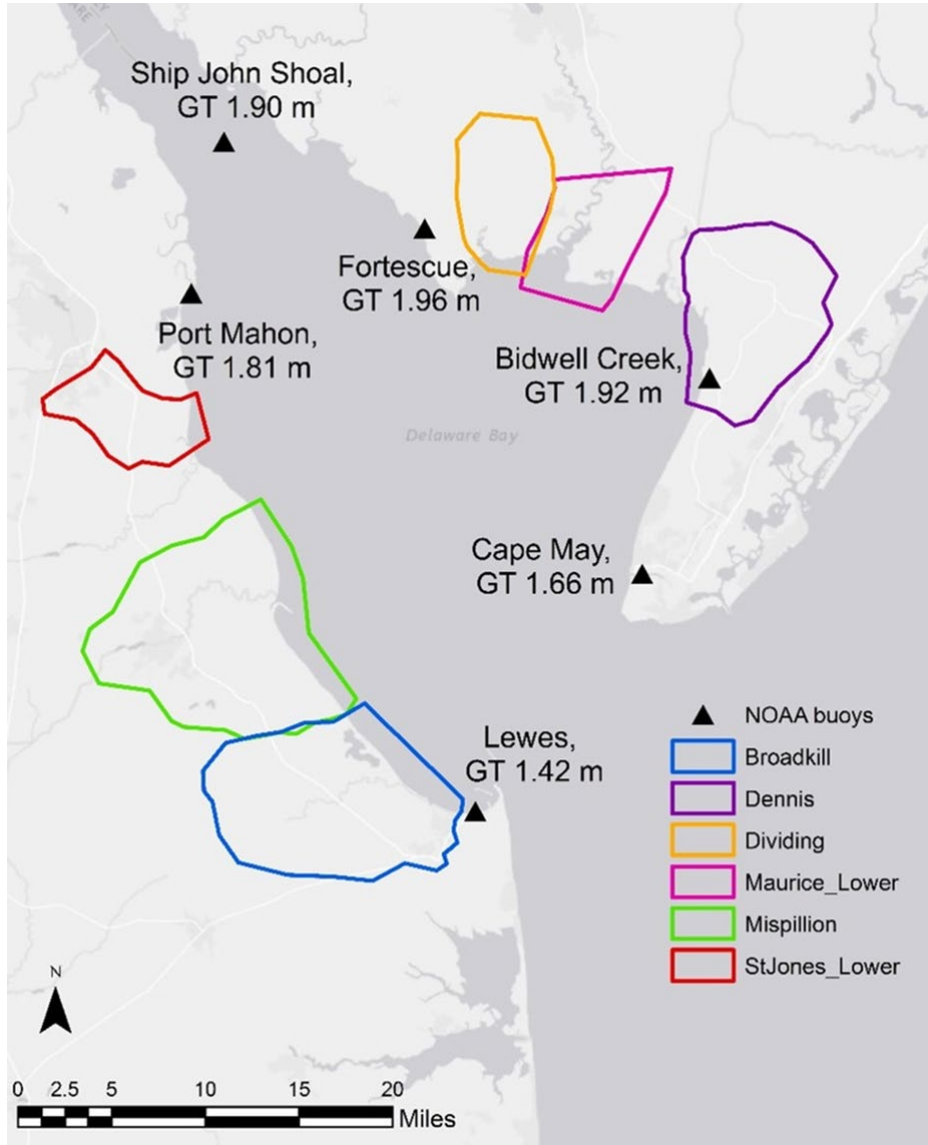 ARE
Ship John Shoal,
GT 1.90 m
Fortescue,
GT 1.96 m
Port Mahon,
GT 1.81 m
Bidwell Creek,
GT 1.92 m
Delaware Bay
Cape May,
GT 1.66 m
Lewes,
GT 1.42 m
NOAA buoys
Broadkill
Dennis
Dividing
Maurice_Lower
Mispillion
StJones_Lower
N
0 2.5 5 10 15 20
Miles